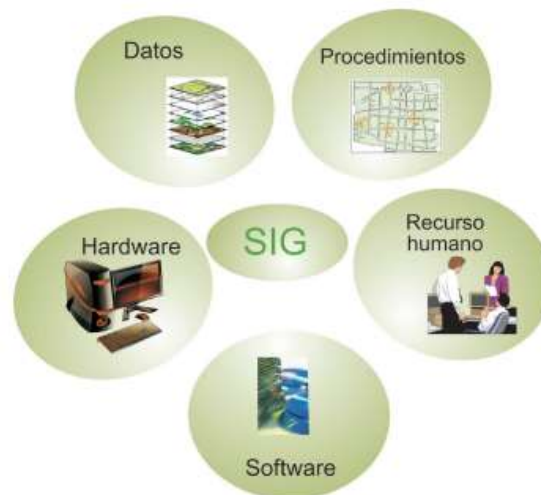 Datos
Procedimientos
Hardware
SIG
Recurso
humano
Software